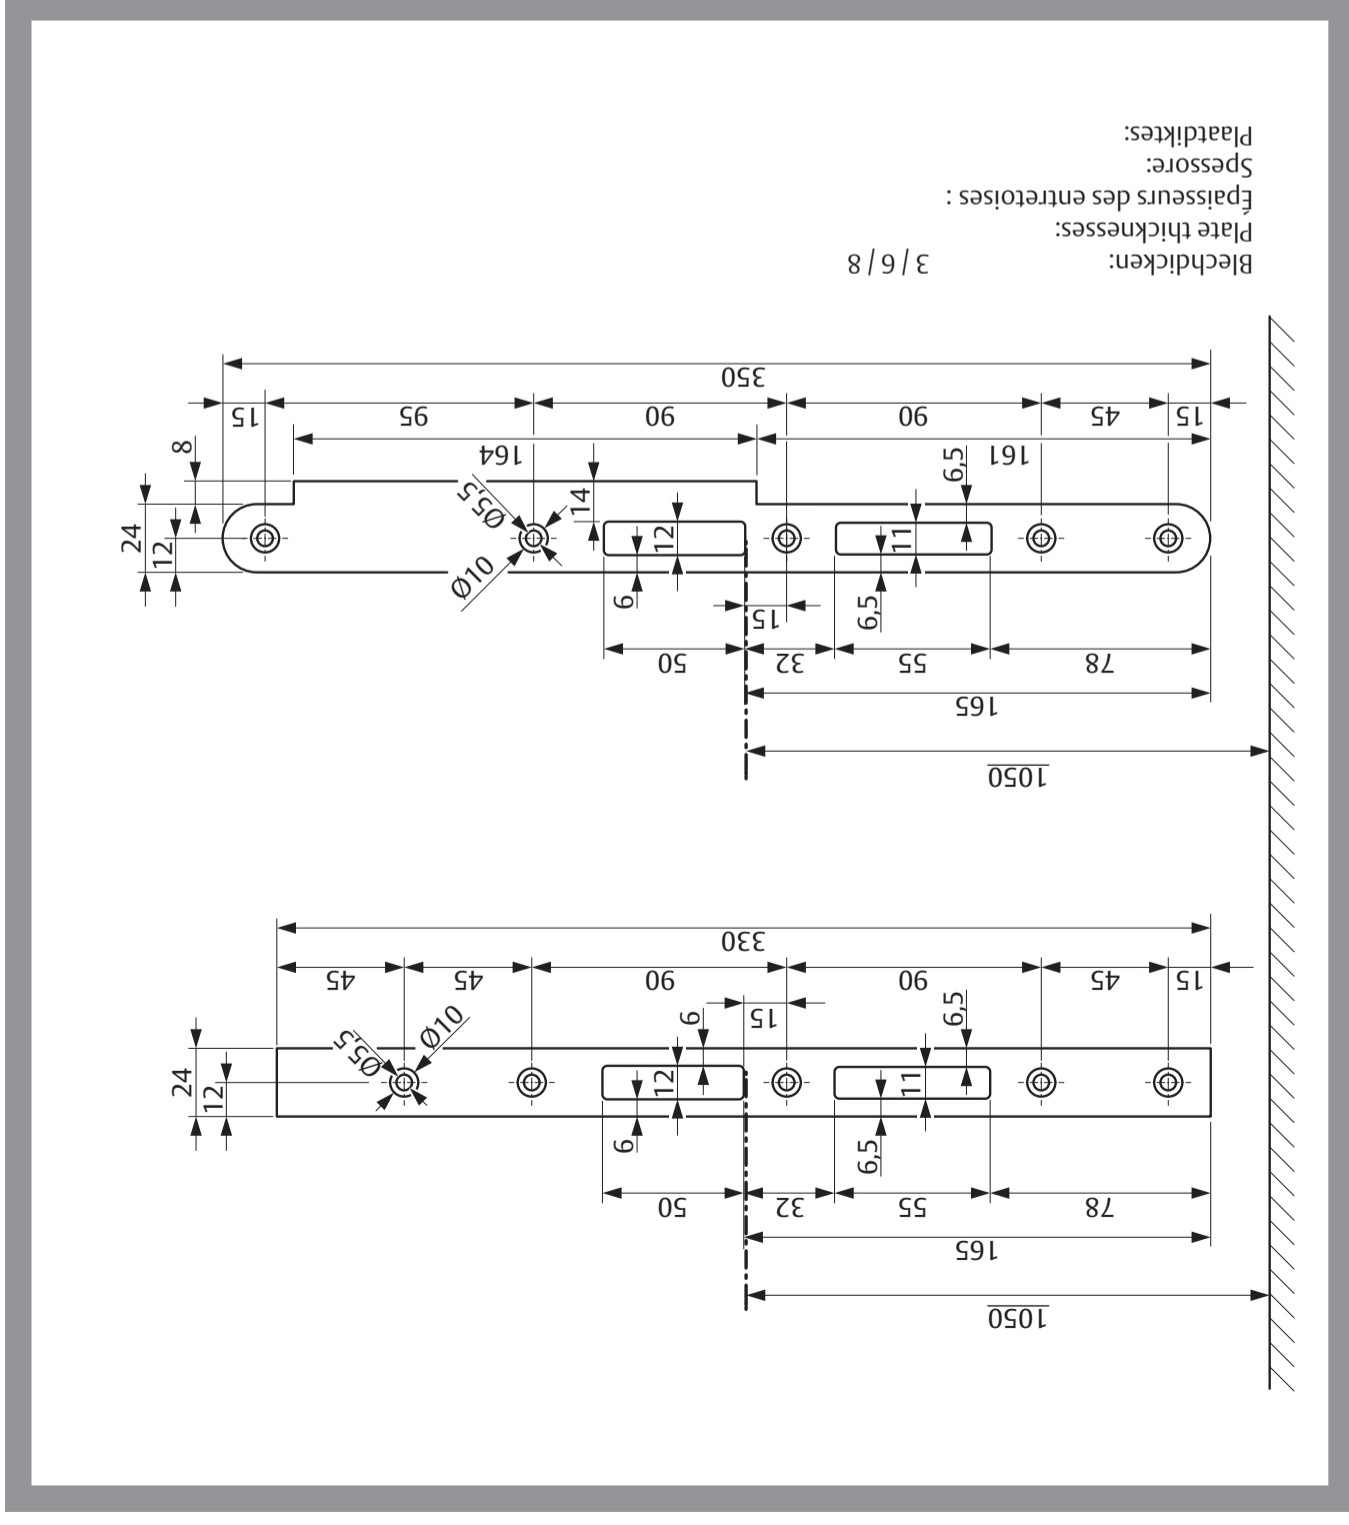 1050
165
78 55 32 50
6,5 6
11 12 12 24
6,5 15 6 Ø10 Ø5,5
15 45 90 90 45 45
330
1050
165
78 55 32 50
6,5 15 6
Ø10
11 12 12 24
14 Ø5,5
6,5 8
161 164
15 45 90 90 95 15
350
Blechdicken: 3 / 6 / 8
Plate thicknesses:
Épaisseurs des entretoises :
Spessore:
Plaatdiktes: